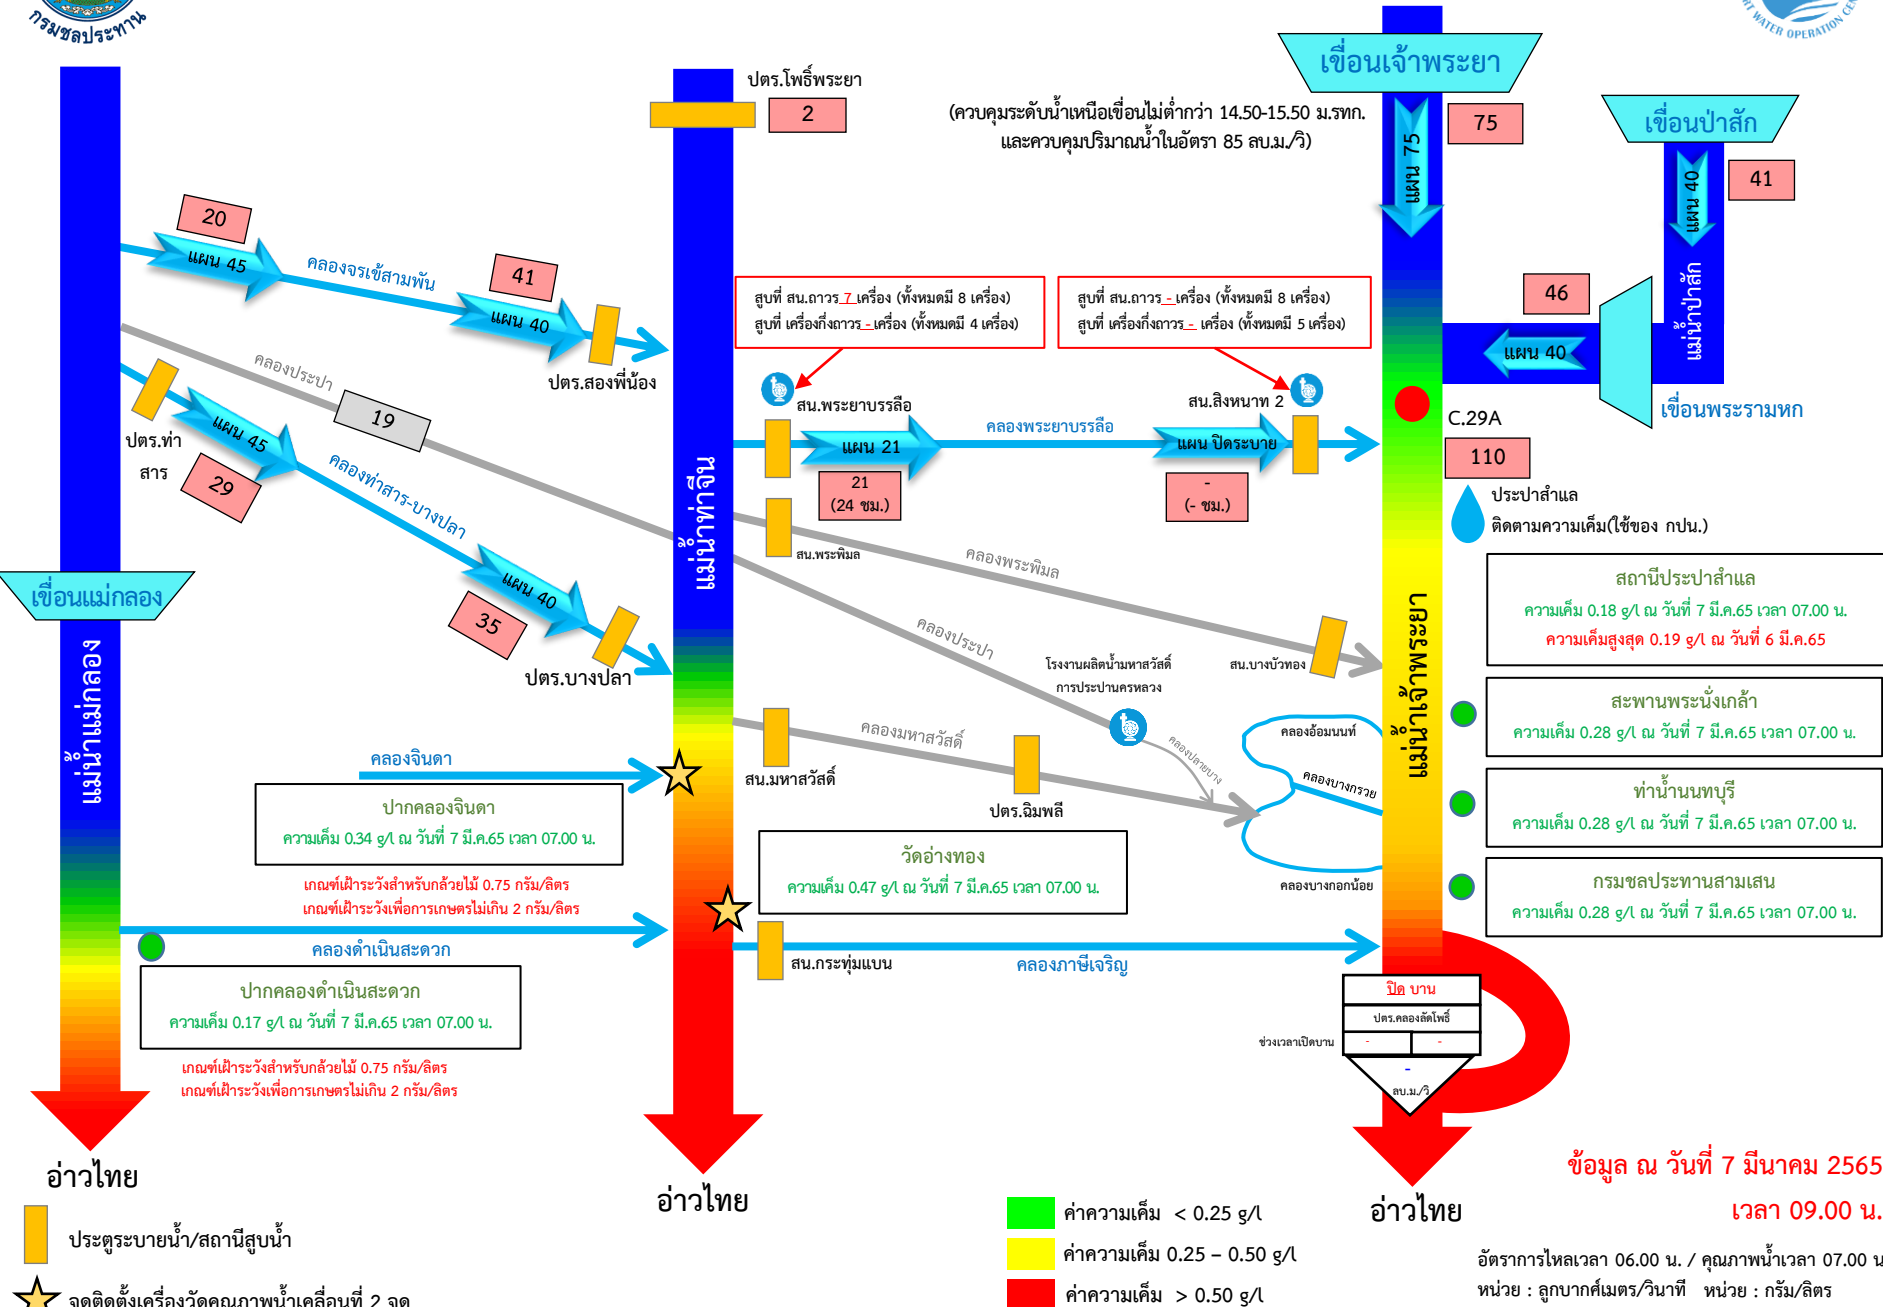 กรมชลประทาน
RT WATER OPERATION CEN
เขื่อนเจ้าพระยา
ปตร.โพธิ์พระยา
2
(ควบคุมระดับน้ำเหนือเขื่อนไม่ต่ำกว่า 14.50-15.50 ม.รทก.
และควบคุมปริมาณน้ำในอัตรา 85 ลบ.ม./วิ)
75
แผน 75
เขื่อนป่าสัก
41
แผน 40
แม่น้ำป่าสัก
20
แผน 45
คลองจรเข้สามพัน
41
แผน 40
ปตร.สองพี่น้อง
สูบที่ สน.ถาวร 7 เครื่อง (ทั้งหมดมี 8 เครื่อง)
สูบที่ เครื่องกึ่งถาวร - เครื่อง (ทั้งหมดมี 4 เครื่อง)
สูบที่ สน.ถาวร - เครื่อง (ทั้งหมดมี 8 เครื่อง)
สูบที่ เครื่องกึ่งถาวร - เครื่อง (ทั้งหมดมี 5 เครื่อง)
46
แผน 40
เขื่อนพระรามหก
คลองประปา
19
ปตร.ท่า
สาร
แผน 45
29
คลองท่าสาร-บางปลา
แผน 40
35
ปตร.บางปลา
สน.พระยาบรรลือ
แผน 21
21
(24 ชม.)
คลองพระยาบรรลือ
สน.สิงหนาท 2
แผน ปิดระบาย
-
(- ชม.)
C.29A
110
ประปาสำแล
ติดตามความเค็ม(ใช้ของ กปน.)
แม่น้ำท่าจีน
สน.พระพิมล
คลองพระพิมล
สน.บางบัวทอง
คลองประปา
โรงงานผลิตน้ำมหาสวัสดิ์
การประปานครหลวง
สถานีประปาสำแล
ความเค็ม 0.18 g/l ณ วันที่ 7 มี.ค.65 เวลา 07.00 น.
ความเค็มสูงสุด 0.19 g/l ณ วันที่ 6 มี.ค.65
เขื่อนแม่กลอง
แม่น้ำแม่กลอง
แม่น้ำเจ้าพระยา
สะพานพระนั่งเกล้า
ความเค็ม 0.28 g/l ณ วันที่ 7 มี.ค.65 เวลา 07.00 น.
ท่าน้ำนนทบุรี
ความเค็ม 0.28 g/l ณ วันที่ 7 มี.ค.65 เวลา 07.00 น.
กรมชลประทานสามเสน
ความเค็ม 0.28 g/l ณ วันที่ 7 มี.ค.65 เวลา 07.00 น.
สน.มหาสวัสดิ์
คลองมหาสวัสดิ์
ปตร.ฉิมพลี
คลองปลายบาง
คลองอ้อมนนท์
คลองบางกรวย
คลองบางกอกน้อย
คลองจินดา
ปากคลองจินดา
ความเค็ม 0.34 g/l ณ วันที่ 7 มี.ค.65 เวลา 07.00 น.
เกณฑ์เฝ้าระวังสำหรับกล้วยไม้ 0.75 กรัม/ลิตร
เกณฑ์เฝ้าระวังเพื่อการเกษตรไม่เกิน 2 กรัม/ลิตร
วัดอ่างทอง
ความเค็ม 0.47 g/l ณ วันที่ 7 มี.ค.65 เวลา 07.00 น.
คลองดำเนินสะดวก
ปากคลองดำเนินสะดวก
ความเค็ม 0.17 g/l ณ วันที่ 7 มี.ค.65 เวลา 07.00 น.
เกณฑ์เฝ้าระวังสำหรับกล้วยไม้ 0.75 กรัม/ลิตร
เกณฑ์เฝ้าระวังเพื่อการเกษตรไม่เกิน 2 กรัม/ลิตร
สน.กระทุ่มแบน
คลองภาษีเจริญ
ปิด บาน
ปตร.คลองลัดโพธิ์
ช่วงเวลาเปิดบาน
- -
-
ลบ.ม./วิ
อ่าวไทย
อ่าวไทย
อ่าวไทย
ข้อมูล ณ วันที่ 7 มีนาคม 2565
เวลา 09.00 น.
อัตราการไหลเวลา 06.00 น. / คุณภาพน้ำเวลา 07.00 น
หน่วย : ลูกบาศก์เมตร/วินาที หน่วย : กรัม/ลิตร
ประตูระบายน้ำ/สถานีสูบน้ำ
จุดติดตั้งเครื่องวัดคุณภาพน้ำเคลื่อนที่ 2 จุด
ค่าความเค็ม < 0.25 g/l
ค่าความเค็ม 0.25 – 0.50 g/l
ค่าความเค็ม > 0.50 g/l